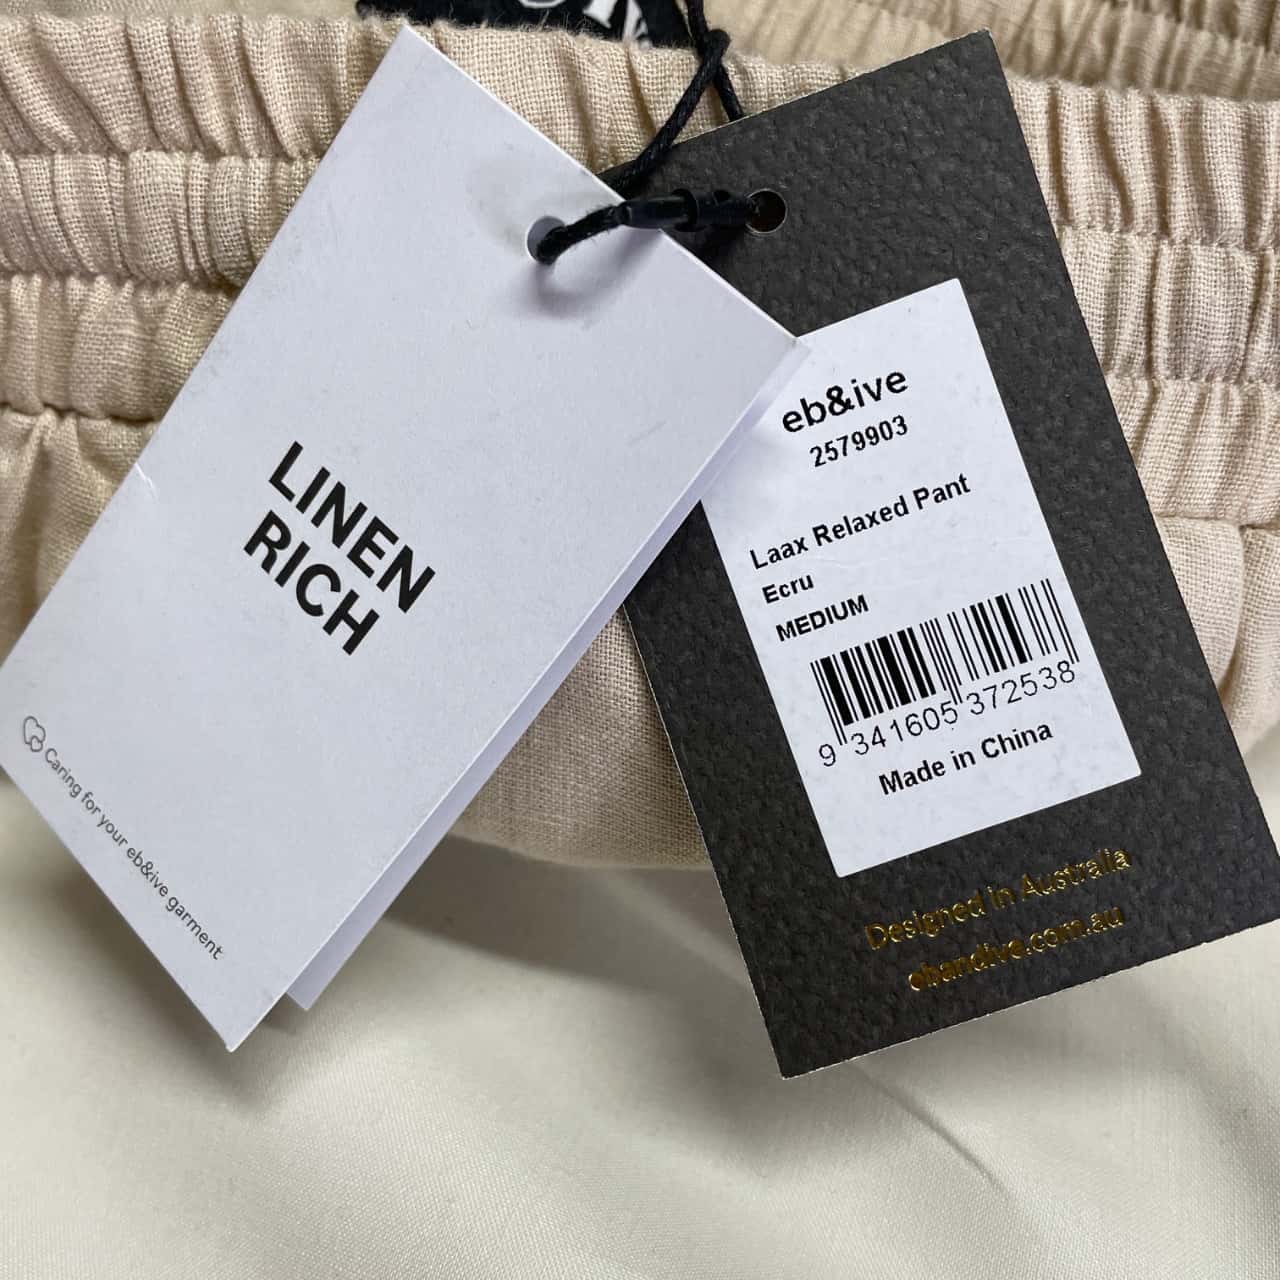 LINEN
RICH
Caring for your eb&ive garment
eb&ive
2579903
Laax Relaxed Pant
Ecru
MEDIUM
9 341605 372538
Made in China
Designed in Australia
ebandive.com.au